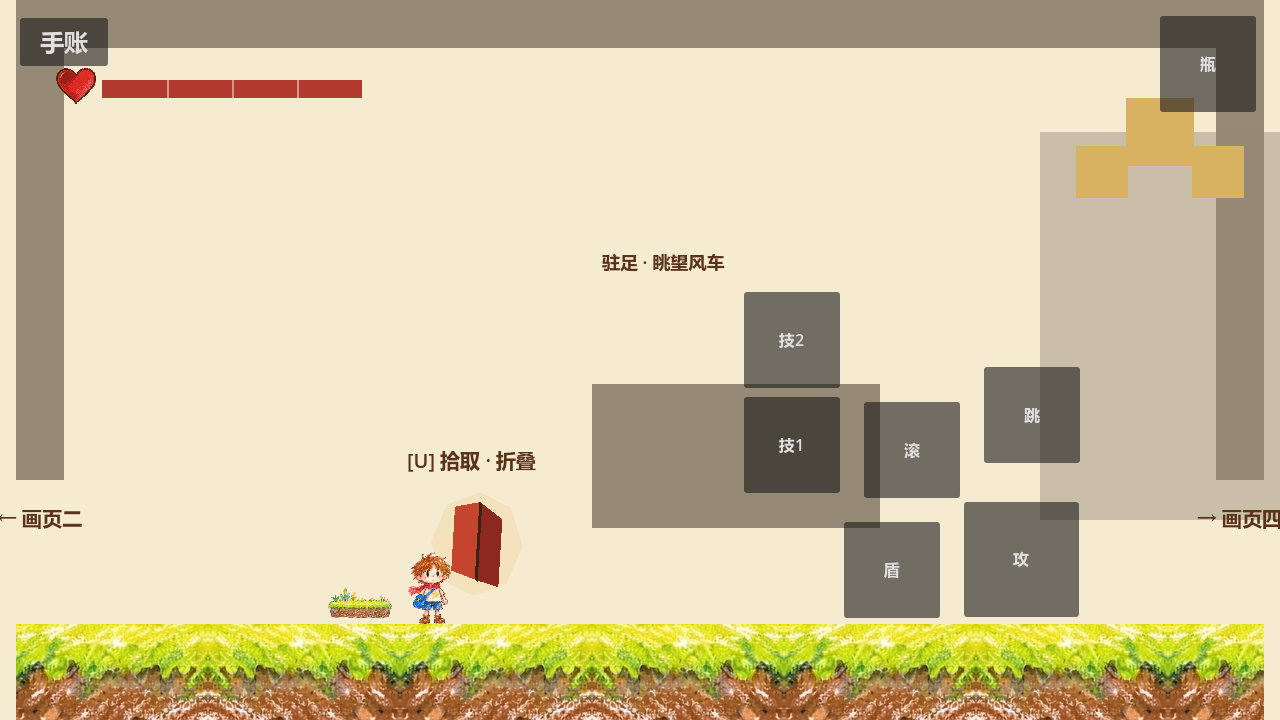 手账
瓶
驻足 · 眺望风车
技2
跳
技1
滚
[U] 拾取 · 折叠
← 画页二
→ 画页四
攻
盾